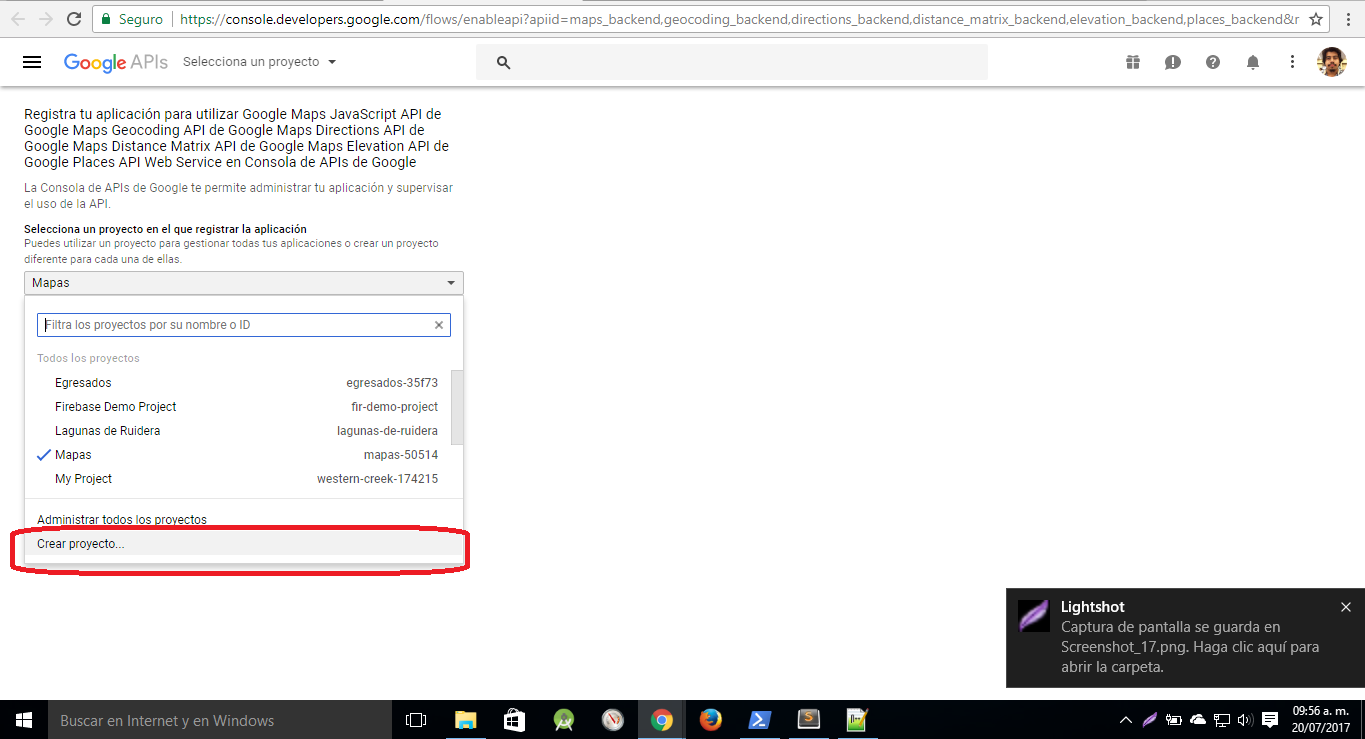 Seguro
https://console.developers.google.com/flows/enableapi?apiid=maps_backend,geocoding_backend,directions_backend,distance_matrix_backend,elevation_backend,places_backend&r
Google APIs Selecciona un proyecto
Registra tu aplicación para utilizar Google Maps JavaScript API de
Google Maps Geocoding API de Google Maps Directions API de
Google Maps Distance Matrix API de Google Maps Elevation API de
Google Places API Web Service en Consola de APIs de Google
La Consola de APIs de Google te permite administrar tu aplicación y supervisar
el uso de la API.
Selecciona un proyecto en el que registrar la aplicación
Puedes utilizar un proyecto para gestionar todas tus aplicaciones o crear un proyecto
diferente para cada una de ellas.
Mapas
Filtra los proyectos por su nombre o ID
Todos los proyectos
Egresados egresados-35f73
Firebase Demo Project fir-demo-project
Lagunas de Ruidera lagunas-de-ruidera
Mapas mapas-50514
My Project western-creek-174215
Administrar todos los proyectos
Crear proyecto...
Lightshot
Captura de pantalla se guarda en
Screenshot_17.png. Haga clic aquí para
abrir la carpeta.
Buscar en Internet y en Windows
09:56 a. m.
20/07/2017